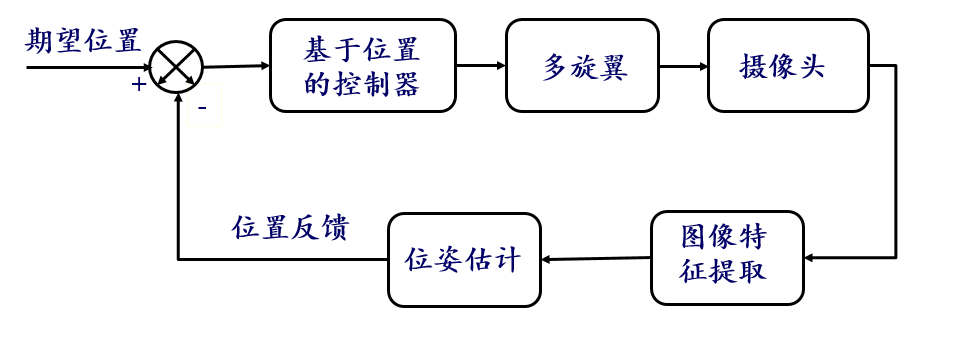 期望位置
+
-
基于位置
的控制器
多旋翼
摄像头
位置反馈
位姿估计
图像特
征提取